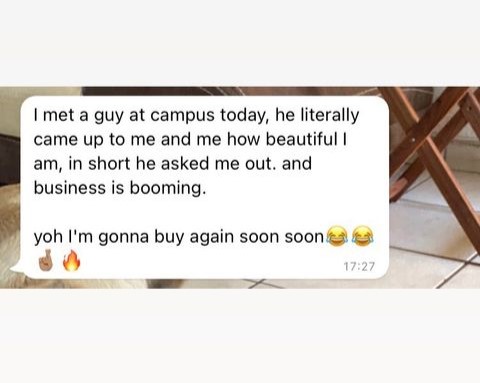 I met a guy at campus today, he literally
came up to me and me how beautiful I
am, in short he asked me out. and
business is booming.
yoh I'm gonna buy again soon soon😂😂
🤞🏽🔥
17:27